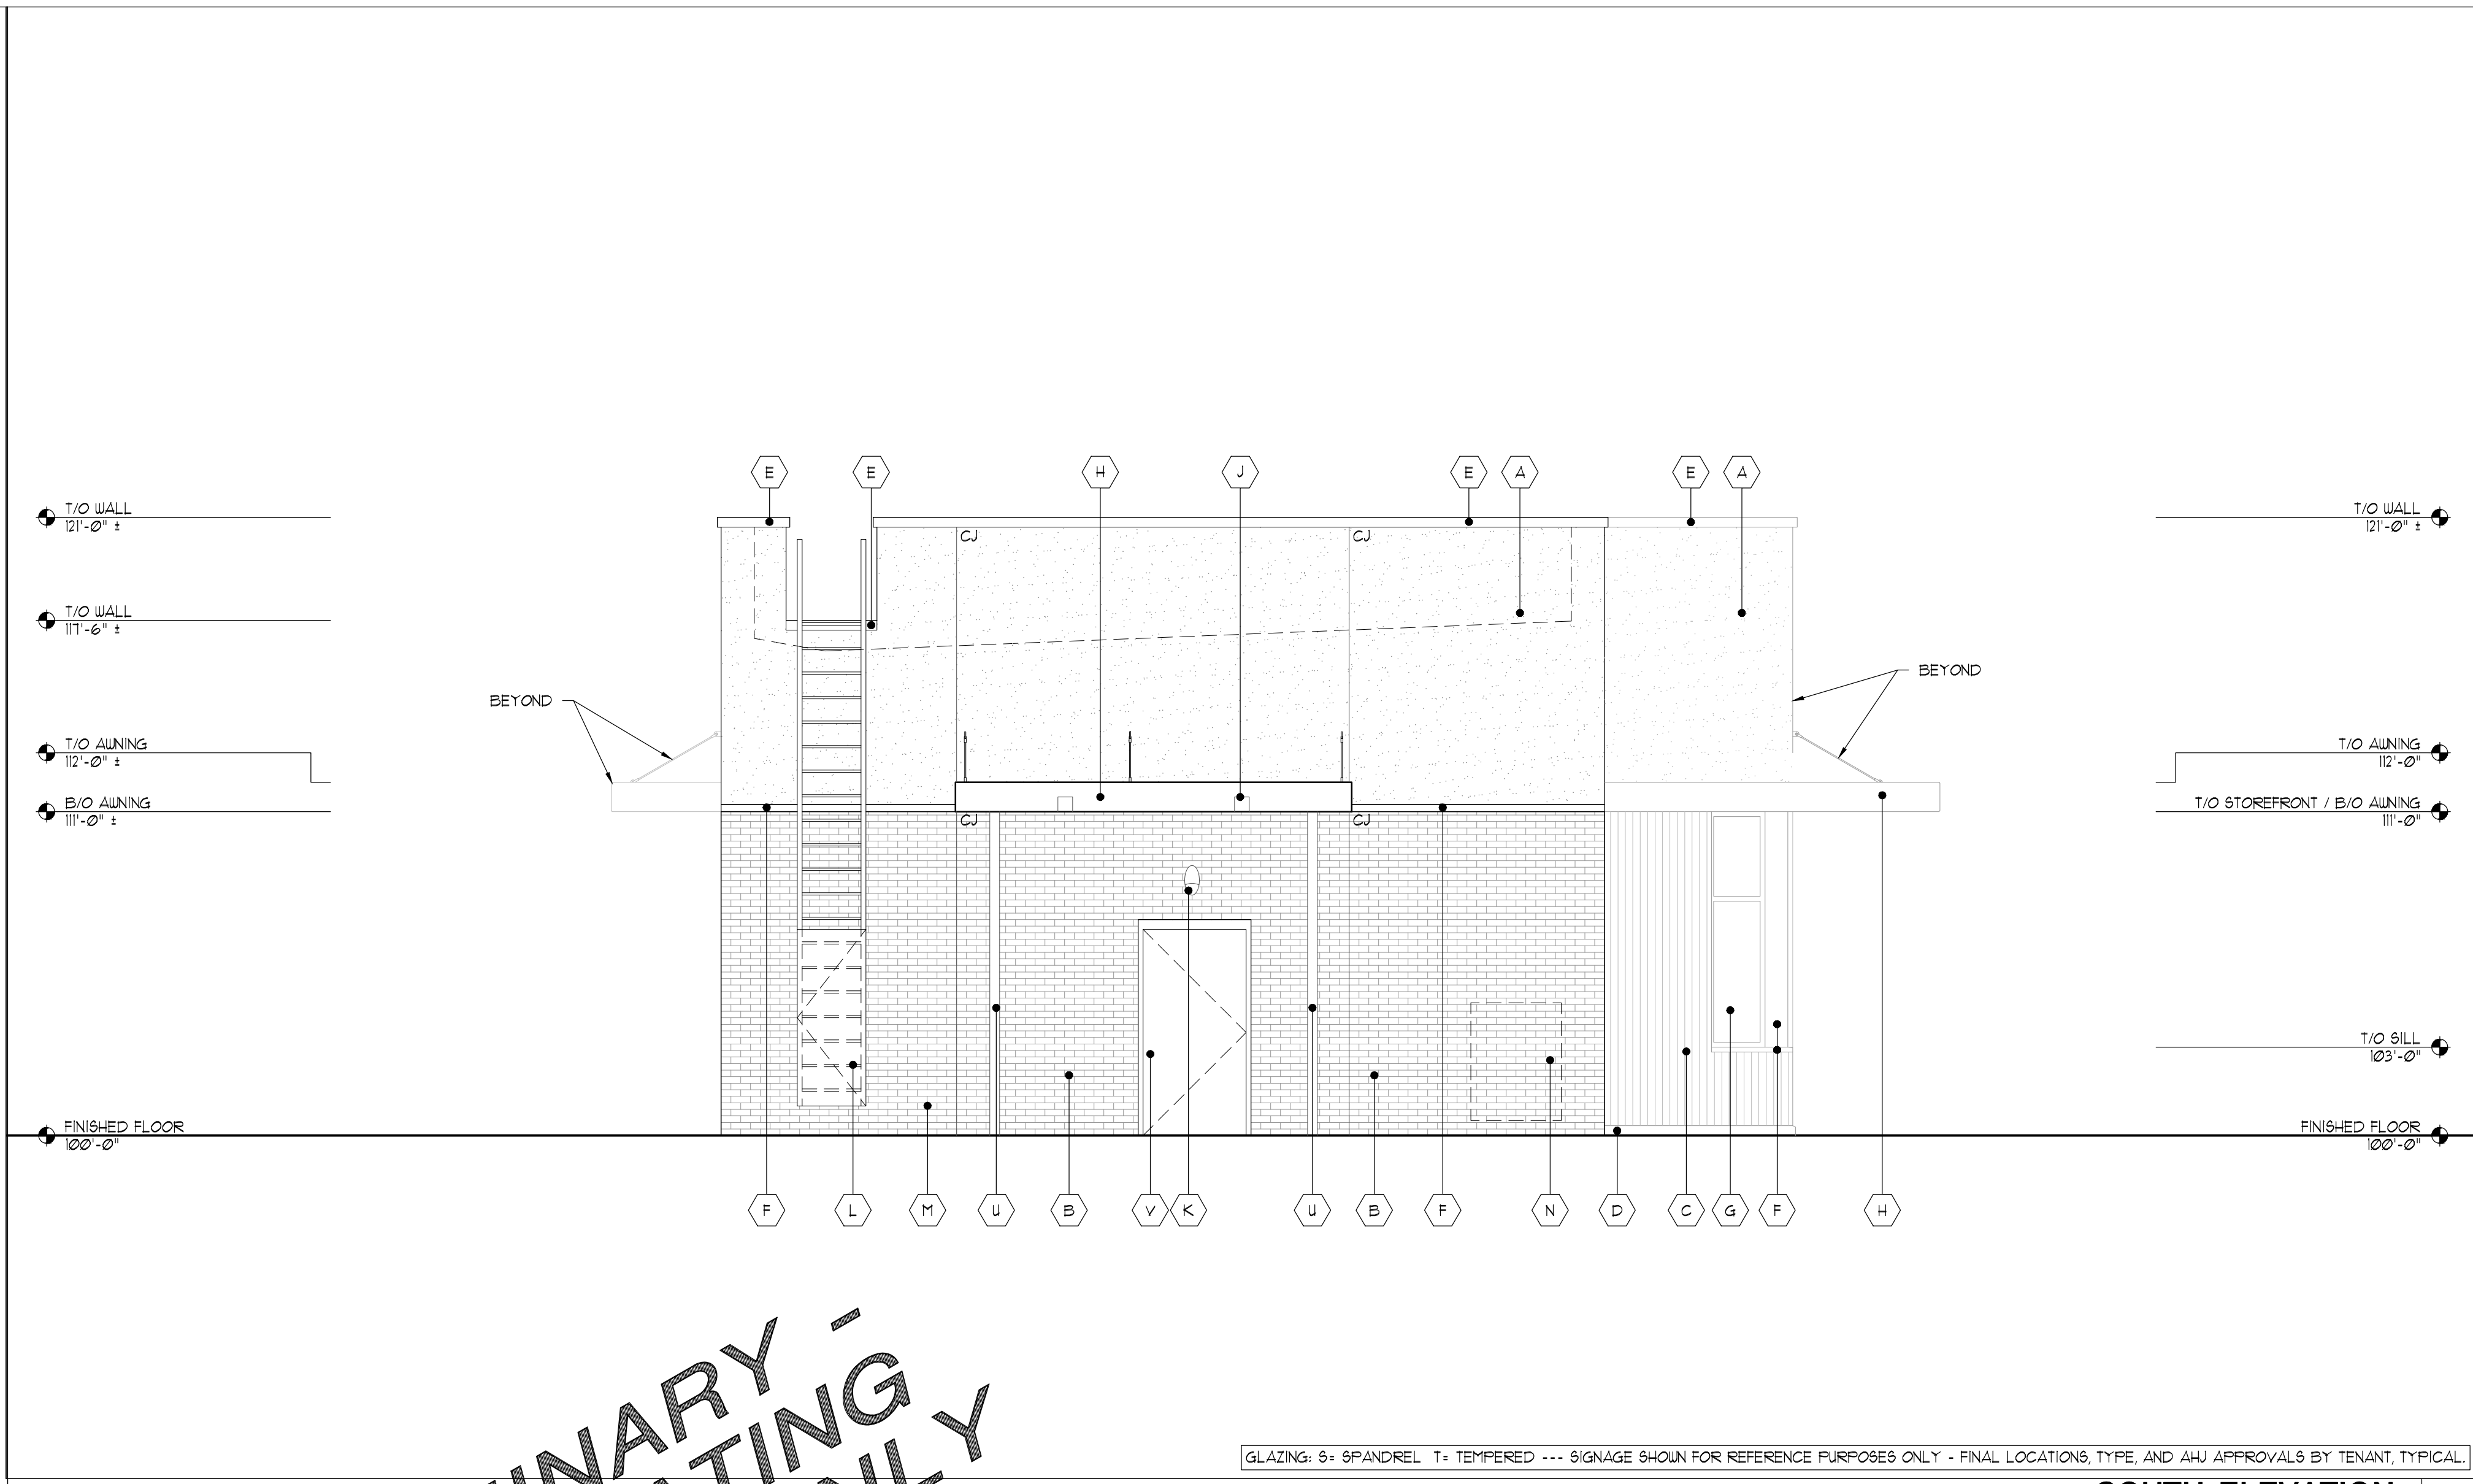 E E H J E A E A
T/O WALL
121'-0" ±
T/O WALL
121'-0" ±
CJ CJ
T/O WALL
117'-6" ±
BEYOND
BEYOND
T/O AWNING
112'-0" ±
T/O AWNING
112'-0"
B/O AWNING
111'-0" ±
T/O STOREFRONT / B/O AWNING
111'-0"
CJ CJ
T/O SILL
103'-0"
FINISHED FLOOR
100'-0"
FINISHED FLOOR
100'-0"
F L M U B V K U B F N D C G F H
GLAZING: S= SPANDREL T= TEMPERED --- SIGNAGE SHOWN FOR REFERENCE PURPOSES ONLY - FINAL LOCATIONS, TYPE, AND AHJ APPROVALS BY TENANT, TYPICAL.
SOUTH ELEVATION